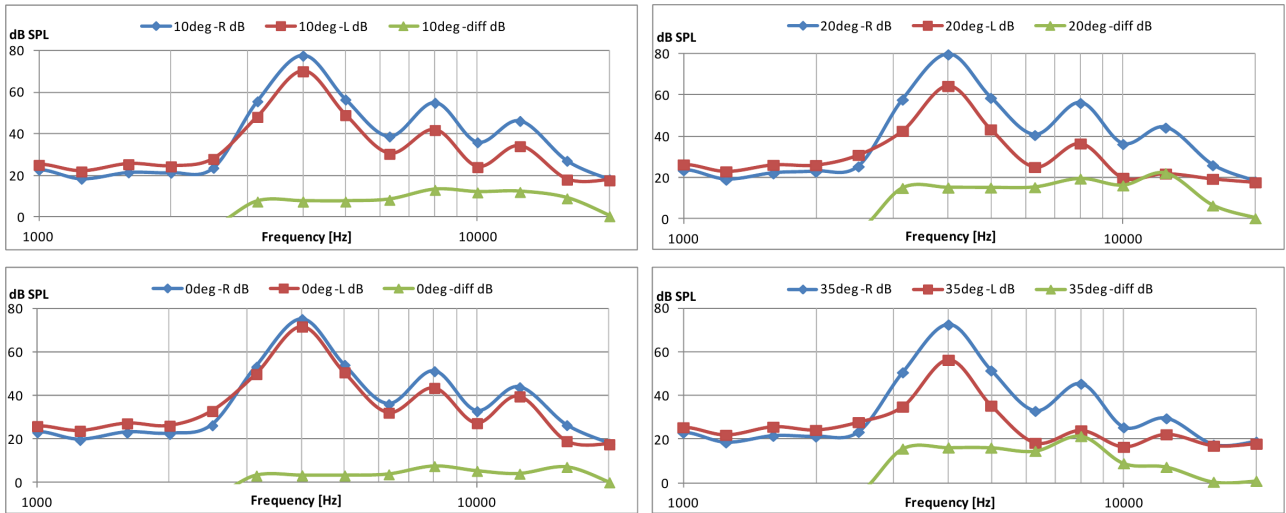 10deg-R dB 10deg-L dB 10deg-diff dB
dB SPL
80
60
40
20
0
1000 Frequency [Hz] 10000
20deg-R dB 20deg-L dB 20deg-diff dB
dB SPL
80
60
40
20
0
1000 Frequency [Hz] 10000
0deg-R dB 0deg-L dB 0deg-diff dB
dB SPL
80
60
40
20
0
1000 Frequency [Hz] 10000
35deg-R dB 35deg-L dB 35deg-diff dB
dB SPL
80
60
40
20
0
1000 Frequency [Hz] 10000